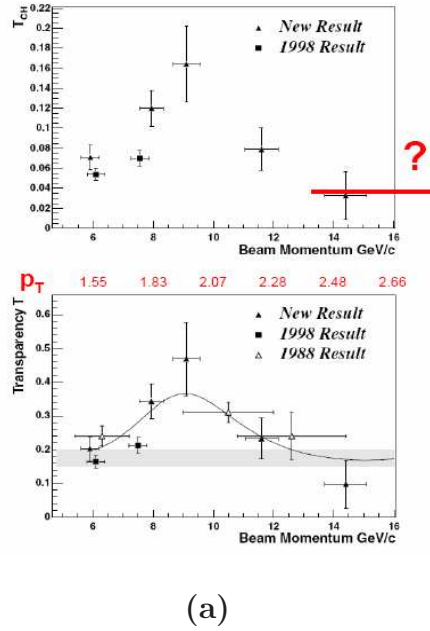 T_CH
0.22
0.2
0.18
0.16
0.14
0.12
0.1
0.08
0.06
0.04
0.02
0
New Result
1998 Result
?
6 8 10 12 14 16
Beam Momentum GeV/c
p_T 1.55 1.83 2.07 2.28 2.48 2.66
Transparency T
0.6
0.5
0.4
0.3
0.2
0.1
0
New Result
1998 Result
1988 Result
6 8 10 12 14 16
Beam Momentum GeV/c
(a)